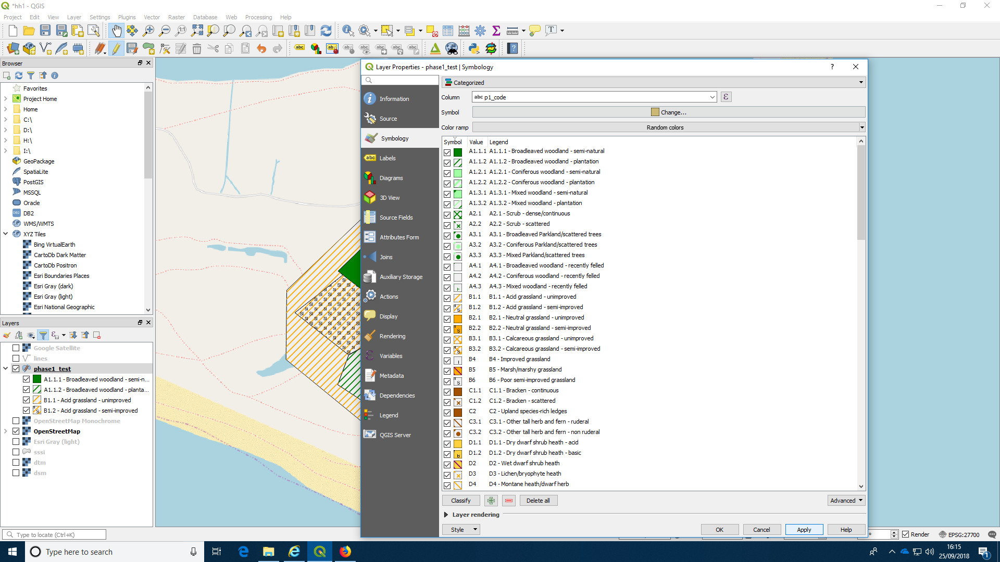 *hh1 - QGIS
Project Edit View Layer Settings Plugins Vector Raster Database Web Processing Help
Browser
Favorites
Project Home
Home
C:\
D:\
H:\
I:\
GeoPackage
SpatiaLite
PostGIS
MSSQL
Oracle
DB2
WMS/WMTS
XYZ Tiles
Bing VirtualEarth
CartoDb Dark Matter
CartoDb Positron
Esri Boundaries Places
Esri Gray (dark)
Esri Gray (light)
Esri National Geographic
Layers
Google Satellite
lines
phase1_test
A1.1.1 - Broadleaved woodland - semi-n...
A1.1.2 - Broadleaved woodland - planta...
B1.1 - Acid grassland - unimproved
B1.2 - Acid grassland - semi-improved
OpenStreetMap Monochrome
OpenStreetMap
Esri Gray (light)
sssi
dtm
dsm
Type to locate (Ctrl+K)
Layer Properties - phase1_test | Symbology
Information
Source
Symbology
Labels
Diagrams
3D View
Source Fields
Attributes Form
Joins
Auxiliary Storage
Actions
Display
Rendering
Variables
Metadata
Dependencies
Legend
QGIS Server
Categorized
Column abc p1_code
Symbol Change...
Color ramp Random colors
Symbol Value Legend
A1.1.1 A1.1.1 - Broadleaved woodland - semi-natural
A1.1.2 A1.1.2 - Broadleaved woodland - plantation
A1.2.1 A1.2.1 - Coniferous woodland - semi-natural
A1.2.2 A1.2.2 - Coniferous woodland - plantation
A1.3.1 A1.3.1 - Mixed woodland - semi-natural
A1.3.2 A1.3.2 - Mixed woodland - plantation
A2.1 A2.1 - Scrub - dense/continuous
A2.2 A2.2 - Scrub - scattered
A3.1 A3.1 - Broadleaved Parkland/scattered trees
A3.2 A3.2 - Coniferous Parkland/scattered trees
A3.3 A3.3 - Mixed Parkland/scattered trees
A4.1 A4.1 - Broadleaved woodland - recently felled
A4.2 A4.2 - Coniferous woodland - recently felled
A4.3 A4.3 - Mixed woodland - recently felled
B1.1 B1.1 - Acid grassland - unimproved
B1.2 B1.2 - Acid grassland - semi-improved
B2.1 B2.1 - Neutral grassland - unimproved
B2.2 B2.2 - Neutral grassland - semi-improved
B3.1 B3.1 - Calcareous grassland - unimproved
B3.2 B3.2 - Calcareous grassland - semi-improved
B4 B4 - Improved grassland
B5 B5 - Marsh/marshy grassland
B6 B6 - Poor semi-improved grassland
C1.1 C1.1 - Bracken - continuous
C1.2 C1.2 - Bracken - scattered
C2 C2 - Upland species-rich ledges
C3.1 C3.1 - Other tall herb and fern - ruderal
C3.2 C3.2 - Other tall herb and fern - non ruderal
D1.1 D1.1 - Dry dwarf shrub heath - acid
D1.2 D1.2 - Dry dwarf shrub heath - basic
D2 D2 - Wet dwarf shrub heath
D3 D3 - Lichen/bryophyte heath
D4 D4 - Montane heath/dwarf herb
Classify Delete all Advanced
Layer rendering
Style OK Cancel Apply Help
Render EPSG:27700
Type here to search
16:15
25/09/2018